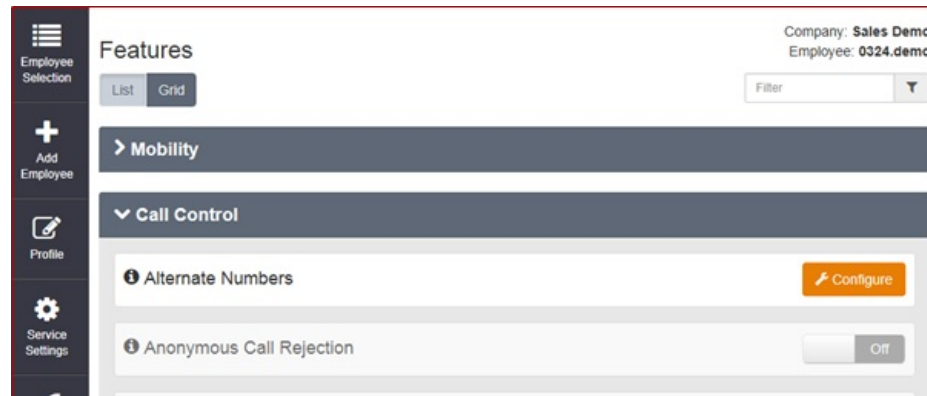 Employee
Selection
Add
Employee
Profile
Service
Settings
Features
Company: Sales Demo
Employee: 0324.demo
List
Grid
Filter
Mobility
Call Control
Alternate Numbers
Configure
Anonymous Call Rejection
Off